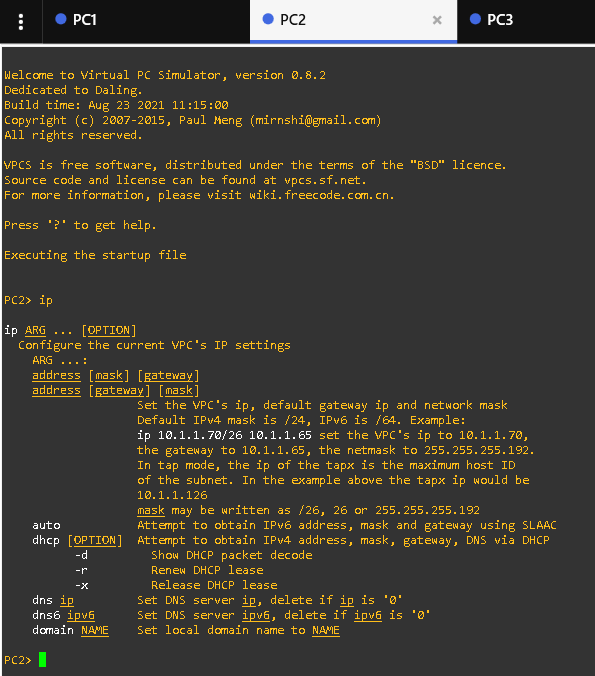 PC1
PC2
PC3
Welcome to Virtual PC Simulator, version 0.8.2
Dedicated to Daling.
Build time: Aug 23 2021 11:15:00
Copyright (c) 2007-2015, Paul Meng (mirnshi@gmail.com)
All rights reserved.
VPCS is free software, distributed under the terms of the "BSD" licence.
Source code and license can be found at vpcs.sf.net.
For more information, please visit wiki.freecode.com.cn.
Press '?' to get help.
Executing the startup file
PC2> ip
ip ARG ... [OPTION]
Configure the current VPC's IP settings
ARG ...:
address [mask] [gateway]
address [gateway] [mask]
Set the VPC's ip, default gateway ip and network mask
Default IPv4 mask is /24, IPv6 is /64. Example:
ip 10.1.1.70/26 10.1.1.65 set the VPC's ip to 10.1.1.70,
the gateway to 10.1.1.65, the netmask to 255.255.255.192.
In tap mode, the ip of the tapx is the maximum host ID
of the subnet. In the example above the tapx ip would be
10.1.1.126
mask may be written as /26, 26 or 255.255.255.192
auto Attempt to obtain IPv6 address, mask and gateway using SLAAC
dhcp [OPTION] Attempt to obtain IPv4 address, mask, gateway, DNS via DHCP
-d Show DHCP packet decode
-r Renew DHCP lease
-x Release DHCP lease
dns ip Set DNS server ip, delete if ip is '0'
dns6 ipv6 Set DNS server ipv6, delete if ipv6 is '0'
domain NAME Set local domain name to NAME
PC2>